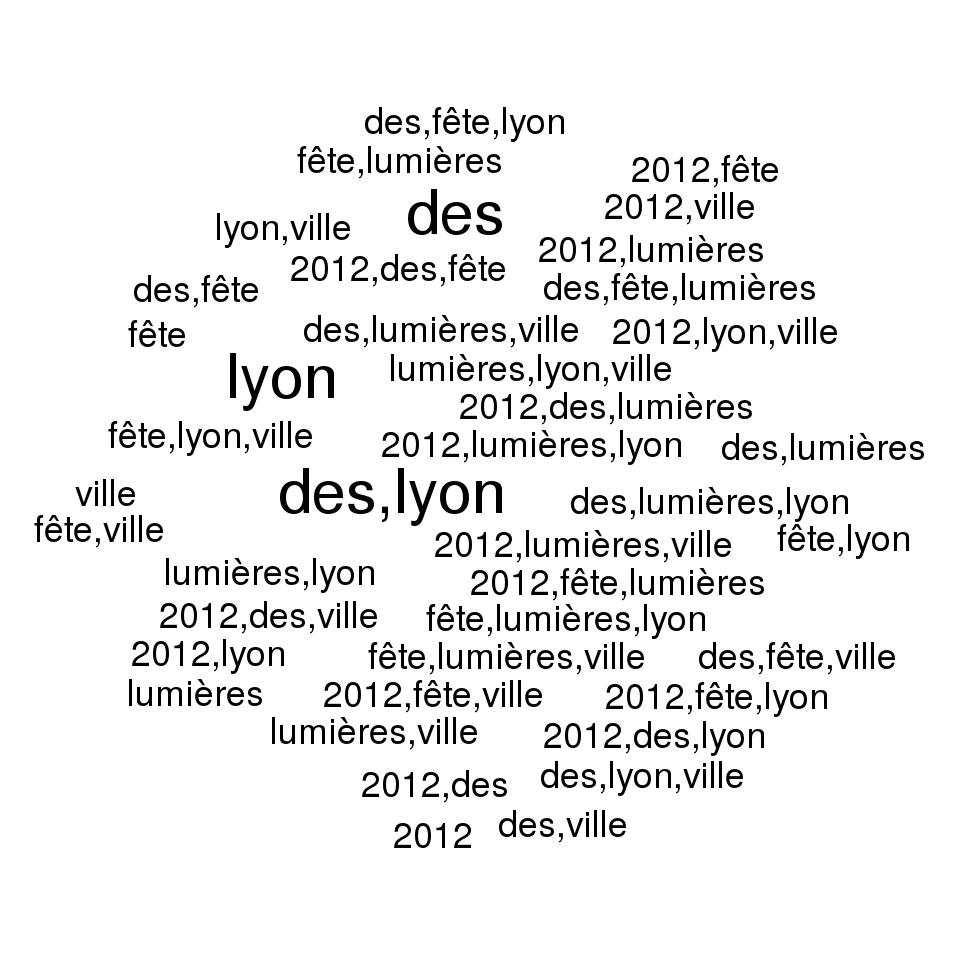 des,fête,lyon
fête,lumières
2012,fête
des
2012,ville
lyon,ville
2012,lumières
2012,des,fête
des,fête
des,fête,lumières
fête
des,lumières,ville
2012,lyon,ville
lyon
lumières,lyon,ville
2012,des,lumières
fête,lyon,ville
2012,lumières,lyon
des,lumières
ville
des,lyon
des,lumières,lyon
fête,ville
2012,lumières,ville
fête,lyon
lumières,lyon
2012,fête,lumières
2012,des,ville
fête,lumières,lyon
2012,lyon
fête,lumières,ville
des,fête,ville
lumières
2012,fête,ville
2012,fête,lyon
lumières,ville
2012,des,lyon
2012,des
des,lyon,ville
2012
des,ville